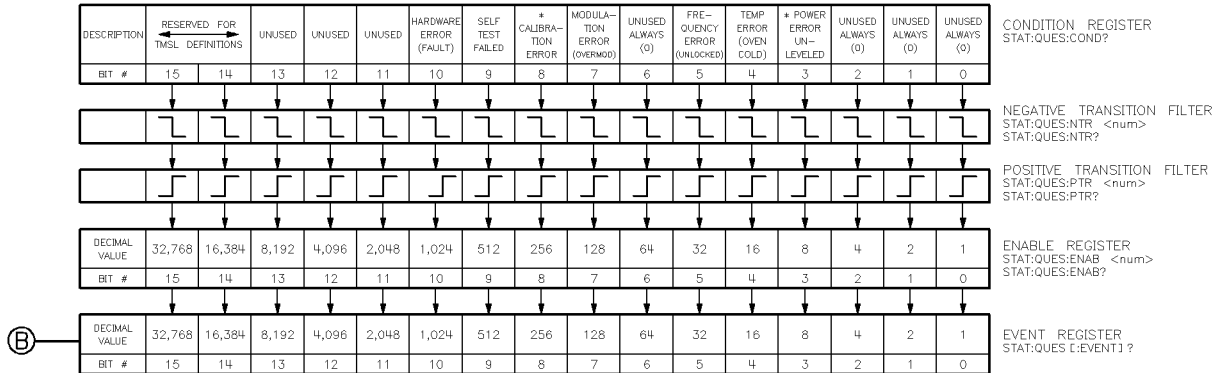 DESCRIPTION RESERVED FOR TMSL DEFINITIONS UNUSED UNUSED UNUSED HARDWARE ERROR (FAULT) SELF TEST FAILED * CALIBRA- TION ERROR MODULA- TION ERROR (OVERMOD) UNUSED ALWAYS (0) FRE- QUENCY ERROR (UNLOCKED) TEMP ERROR (OVEN COLD) * POWER ERROR UN- LEVELED UNUSED ALWAYS (0) UNUSED ALWAYS (0) UNUSED ALWAYS (0)
CONDITION REGISTER
STAT:QUES:COND?
BIT # 15 14 13 12 11 10 9 8 7 6 5 4 3 2 1 0
NEGATIVE TRANSITION FILTER
STAT:QUES:NTR <num>
STAT:QUES:NTR?
POSITIVE TRANSITION FILTER
STAT:QUES:PTR <num>
STAT:QUES:PTR?
DECIMAL VALUE 32,768 16,384 8,192 4,096 2,048 1,024 512 256 128 64 32 16 8 4 2 1
BIT # 15 14 13 12 11 10 9 8 7 6 5 4 3 2 1 0
ENABLE REGISTER
STAT:QUES:ENAB <num>
STAT:QUES:ENAB?
B
DECIMAL VALUE 32,768 16,384 8,192 4,096 2,048 1,024 512 256 128 64 32 16 8 4 2 1
BIT # 15 14 13 12 11 10 9 8 7 6 5 4 3 2 1 0
EVENT REGISTER
STAT:QUES [:EVENT] ?